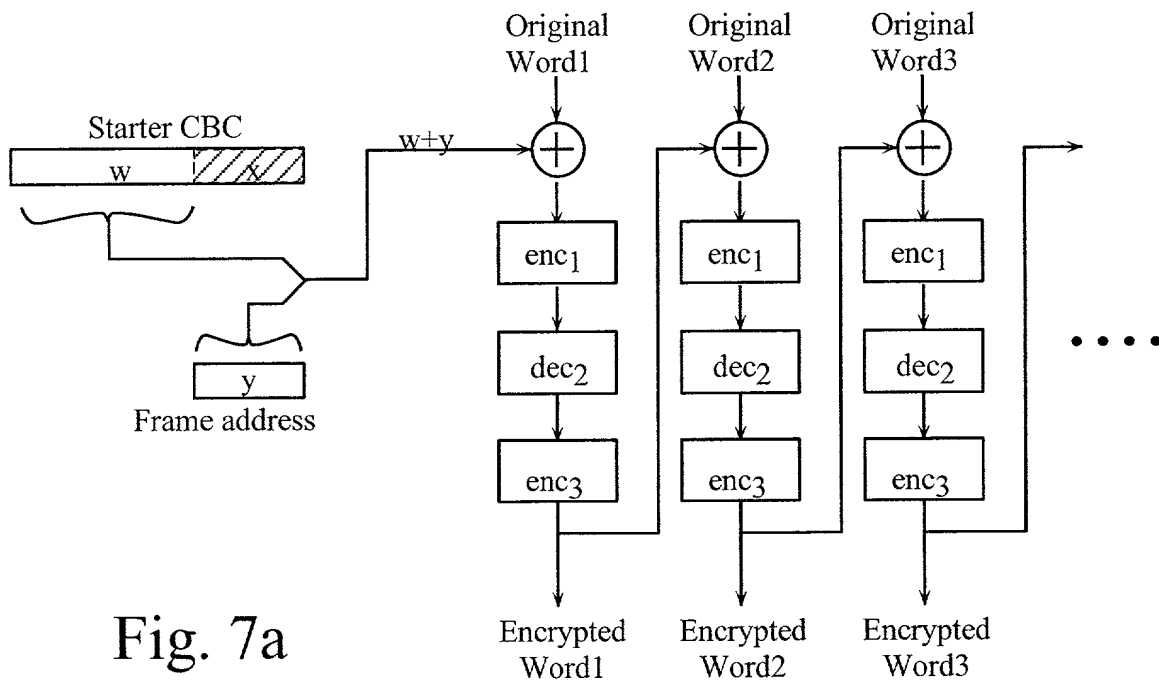 Original Word1
Original Word2
Original Word3
Starter CBC
w
x
w+y
+
+
+
enc1
enc1
enc1
dec2
dec2
dec2
y
Frame address
enc3
enc3
enc3
Fig. 7a
Encrypted Word1
Encrypted Word2
Encrypted Word3